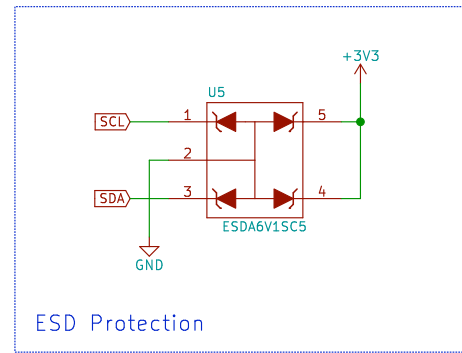 +3V3
U5
SCL 1 5
2
SDA 3 4
ESDA6V1SC5
GND
ESD Protection